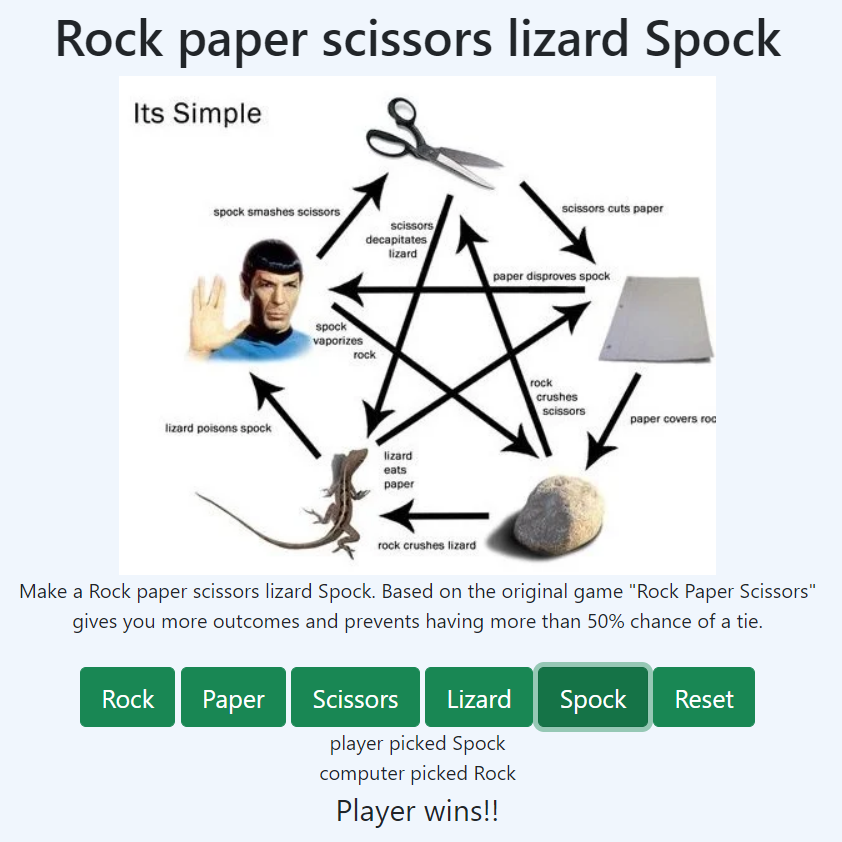 Rock paper scissors lizard Spock
Its Simple
spock smashes scissors
scissors cuts paper
scissors
decapitates
lizard
paper disproves spock
spock
vaporizes
rock
rock
crushes
scissors
paper covers roc
lizard poisons spock
lizard
eats
paper
rock crushes lizard
Make a Rock paper scissors lizard Spock. Based on the original game "Rock Paper Scissors"
gives you more outcomes and prevents having more than 50% chance of a tie.
Rock Paper Scissors Lizard Spock Reset
player picked Spock
computer picked Rock
Player wins!!